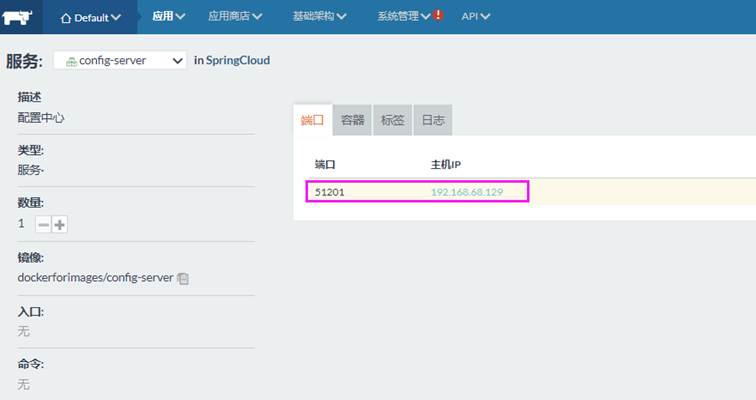 Default 应用 应用商店 基础架构 系统管理 API
服务: config-server in SpringCloud
描述
配置中心
类型:
服务
数量:
1
镜像:
dockerforimages/config-server
入口:
无
命令:
无
端口 容器 标签 日志
端口 主机IP
51201 192.168.68.129